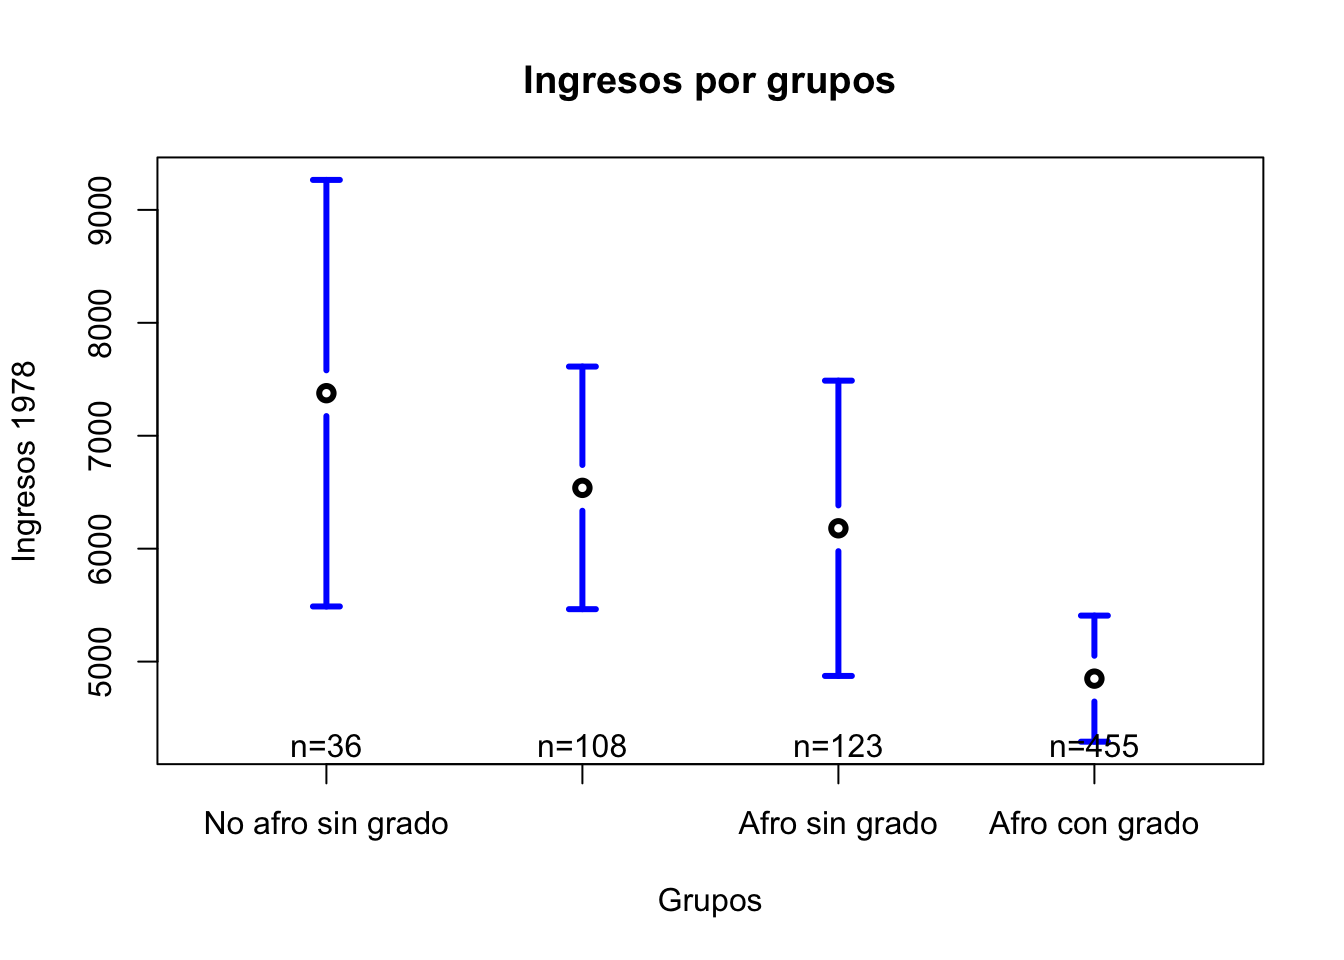 Ingresos por grupos
Ingresos 1978
9000
8000
7000
6000
5000
n=36 n=108 n=123 n=455
No afro sin grado Afro sin grado Afro con grado
Grupos